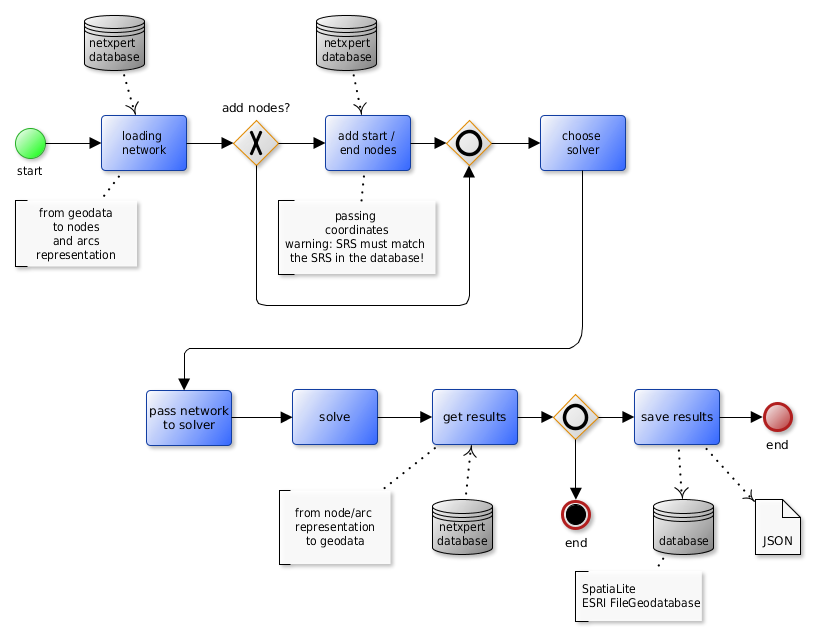 netxpert
database
netxpert
database
add nodes?
start
loading
network
X
add start /
end nodes
choose
solver
from geodata
to nodes
and arcs
representation
passing
coordinates
warning: SRS must match
the SRS in the database!
pass network
to solver
solve
get results
save results
end
from node/arc
representation
to geodata
netxpert
database
end
database
JSON
SpatiaLite
ESRI FileGeodatabase